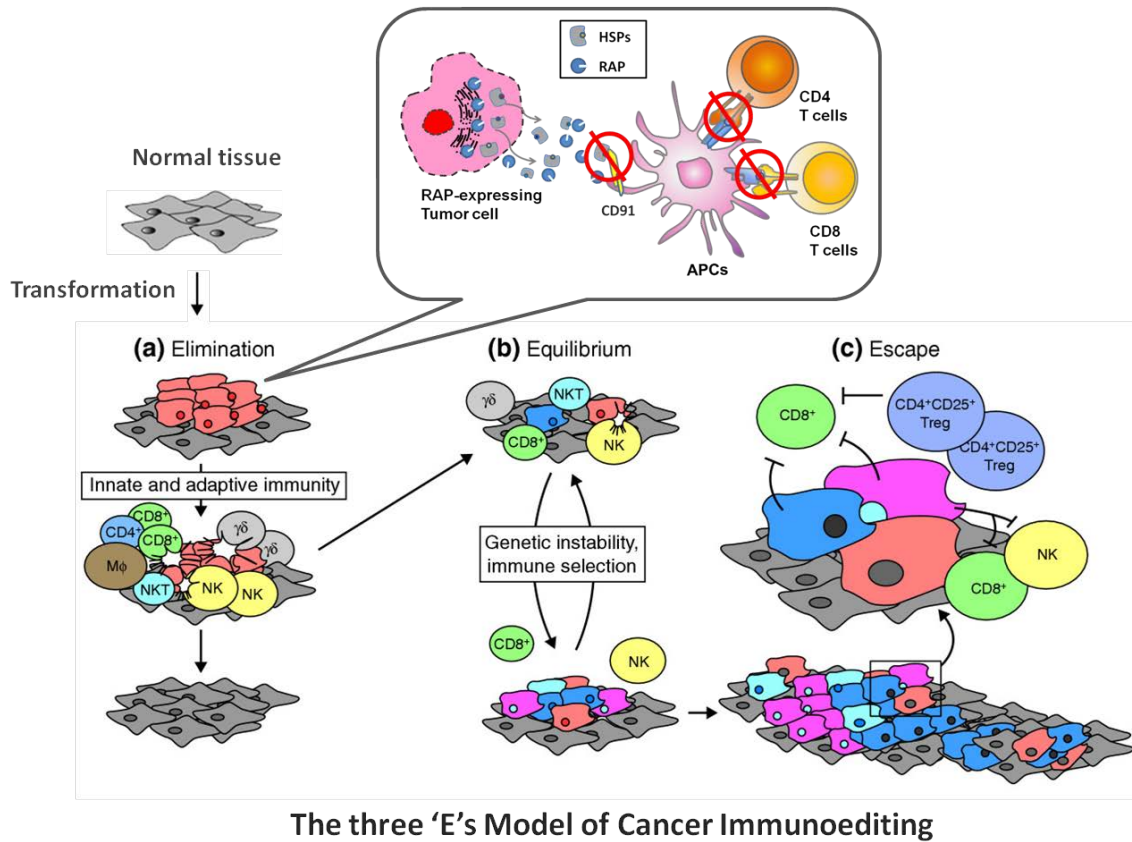 HSPs
RAP
CD4
T cells
RAP-expressing
Tumor cell
CD91
CD8
T cells
APCs
Normal tissue
Transformation
(a) Elimination
Innate and adaptive immunity
CD8+
CD4+
CD8+
γδ
γδ
Mφ
NKT
NK
NK
(b) Equilibrium
γδ
NKT
CD8+
NK
Genetic instability,
immune selection
CD8+
NK
(c) Escape
CD8+
CD4+CD25+
Treg
CD4+CD25+
Treg
NK
CD8+
The three ‘E’s Model of Cancer Immunoediting